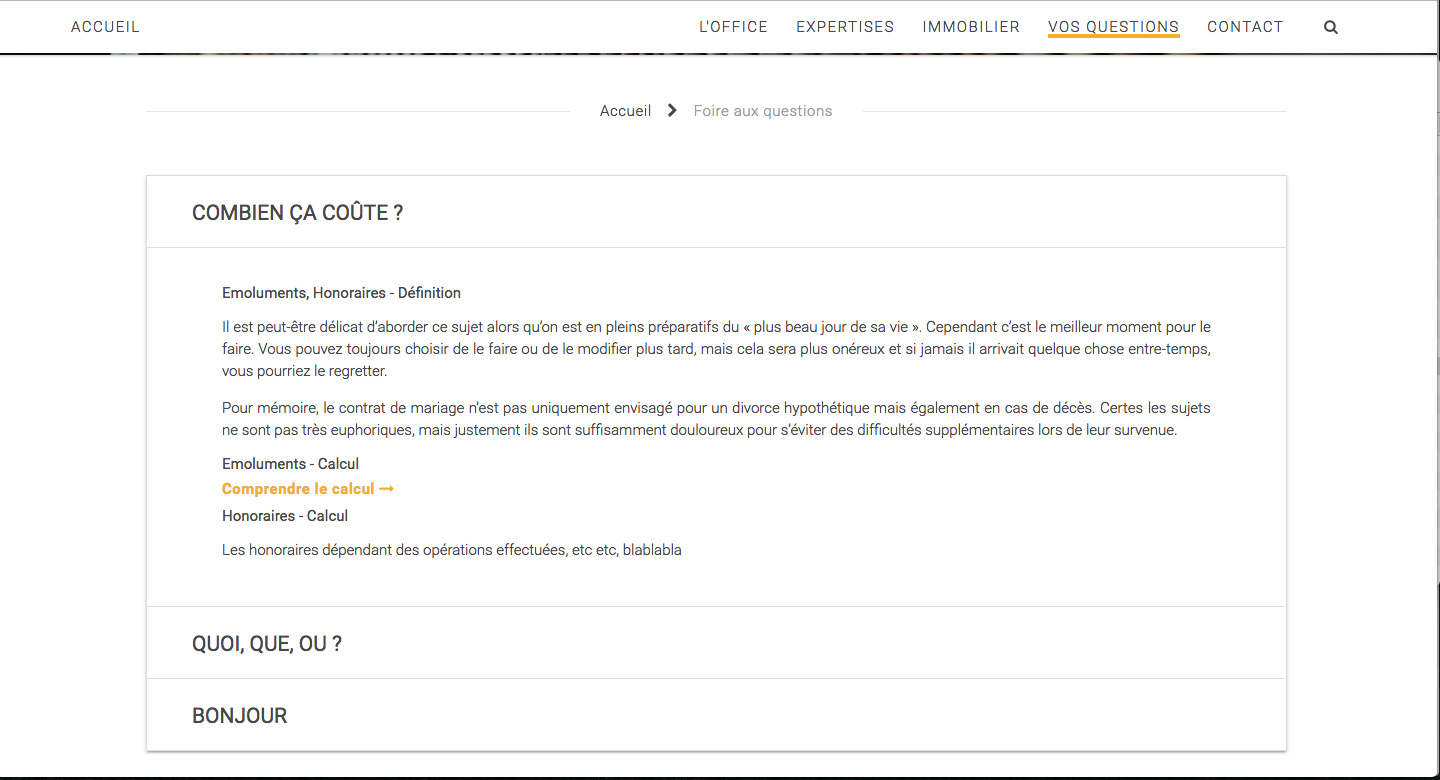 ACCUEIL L'OFFICE EXPERTISES IMMOBILIER VOS QUESTIONS CONTACT
Accueil Foire aux questions
COMBIEN ÇA COÛTE ?
Emoluments, Honoraires - Définition
Il est peut-être délicat d’aborder ce sujet alors qu’on est en pleins préparatifs du « plus beau jour de sa vie ». Cependant c’est le meilleur moment pour le
faire. Vous pouvez toujours choisir de le faire ou de le modifier plus tard, mais cela sera plus onéreux et si jamais il arrivait quelque chose entre-temps,
vous pourriez le regretter.
Pour mémoire, le contrat de mariage n’est pas uniquement envisagé pour un divorce hypothétique mais également en cas de décès. Certes les sujets
ne sont pas très euphoriques, mais justement ils sont suffisamment douloureux pour s’éviter des difficultés supplémentaires lors de leur survenue.
Emoluments - Calcul
Comprendre le calcul →
Honoraires - Calcul
Les honoraires dépendant des opérations effectuées, etc etc, blablabla
QUOI, QUE, OU ?
BONJOUR